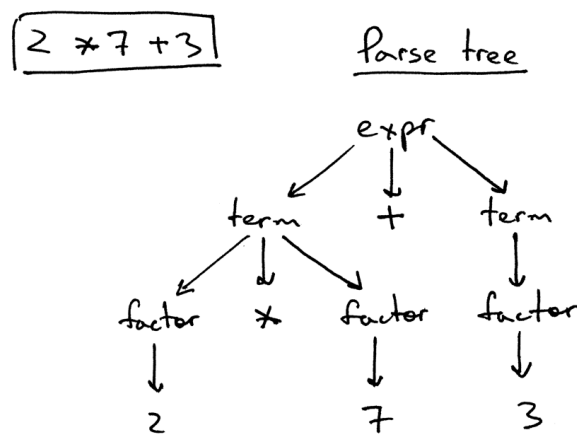 2 * 7 + 3
Parse tree
expr
term + term
factor * factor factor
2 7 3